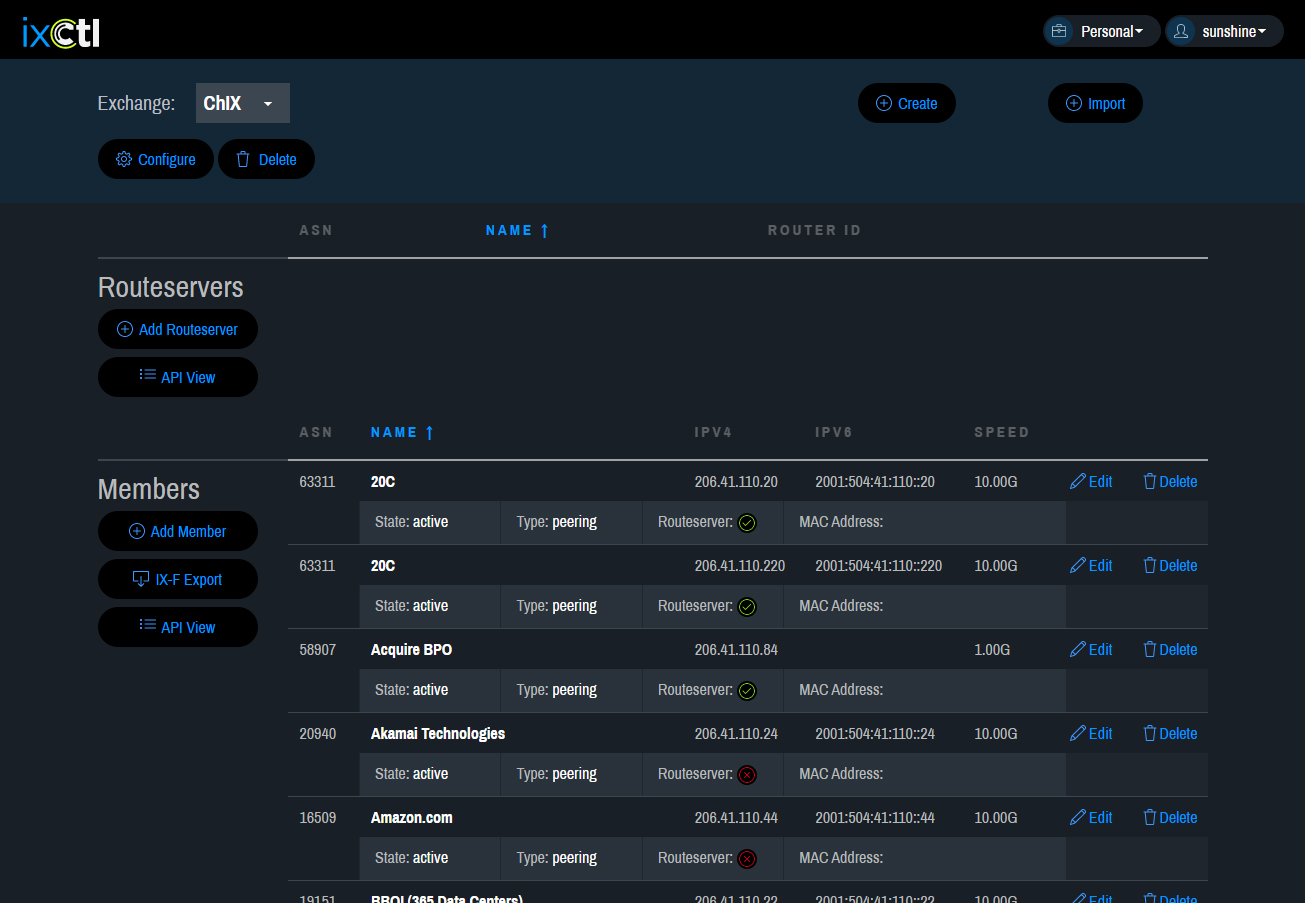 ixctl
Personal
sunshine
Exchange: ChIX
Create
Import
Configure
Delete
ASN NAME ↑ ROUTER ID
Routeservers
Add Routeserver
API View
ASN NAME ↑ IPV4 IPV6 SPEED
Members
Add Member
IX-F Export
API View
63311 20C 206.41.110.20 2001:504:41:110::20 10.00G Edit Delete
State: active Type: peering Routeserver: MAC Address:
63311 20C 206.41.110.220 2001:504:41:110::220 10.00G Edit Delete
State: active Type: peering Routeserver: MAC Address:
58907 Acquire BPO 206.41.110.84 1.00G Edit Delete
State: active Type: peering Routeserver: MAC Address:
20940 Akamai Technologies 206.41.110.24 2001:504:41:110::24 10.00G Edit Delete
State: active Type: peering Routeserver: MAC Address:
16509 Amazon.com 206.41.110.44 2001:504:41:110::44 10.00G Edit Delete
State: active Type: peering Routeserver: MAC Address:
19151 BBOI (365 Data Centers) 206.41.110.22 2001:504:41:110::22 10.00G Edit Delete